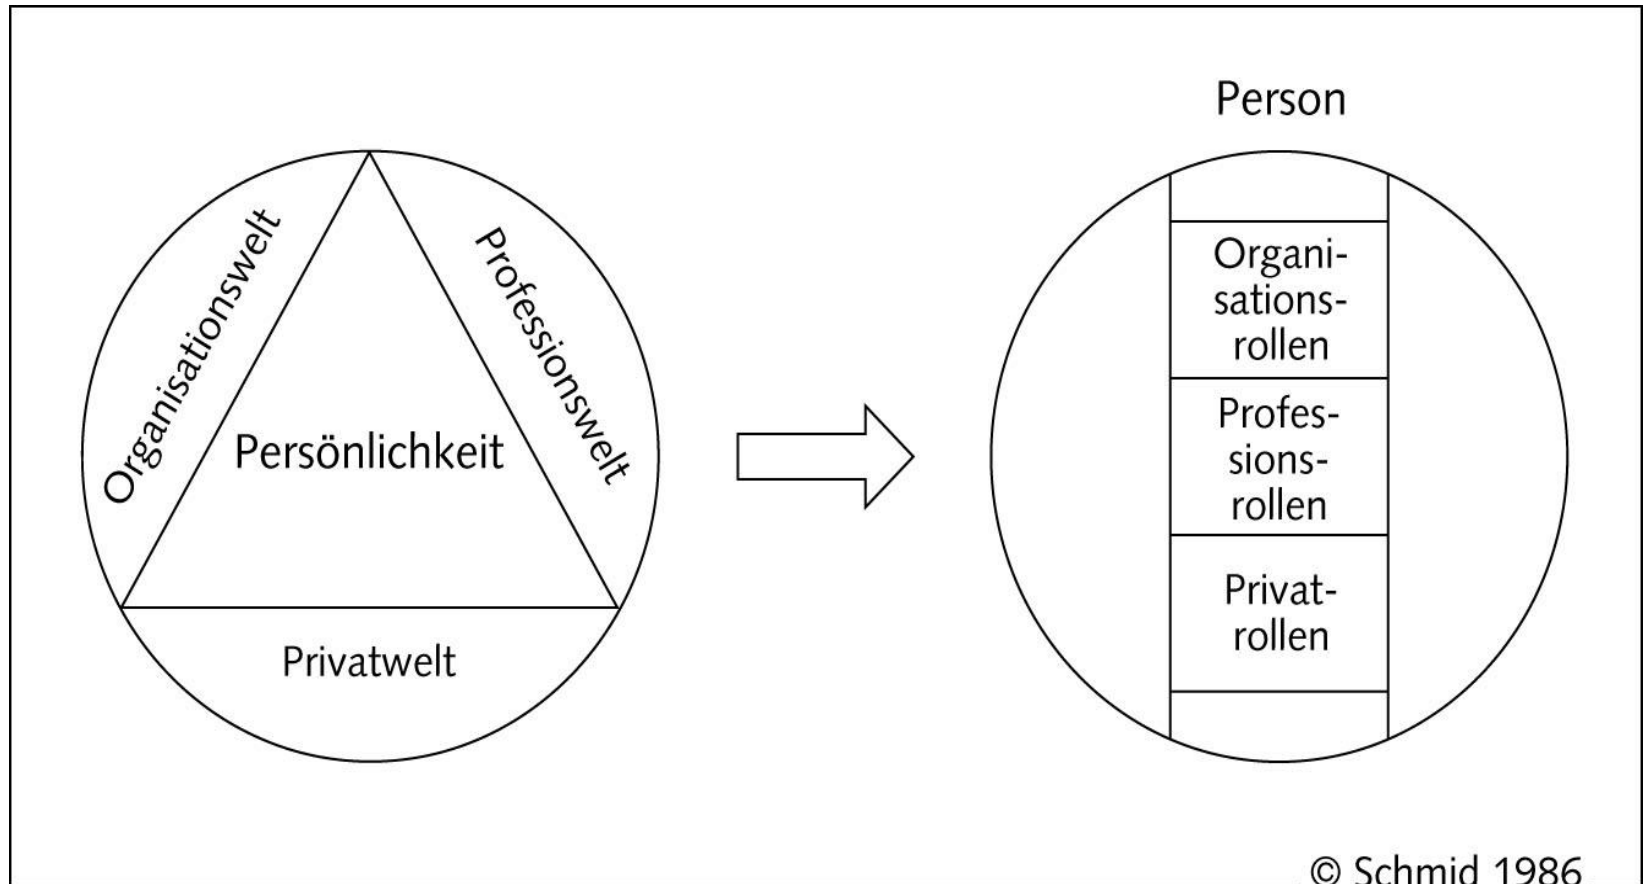 Organisationswelt
Professionswelt
Persönlichkeit
Privatwelt
Person
Organi-
sations-
rollen
Profes-
sions-
rollen
Privat-
rollen
© Schmid 1986